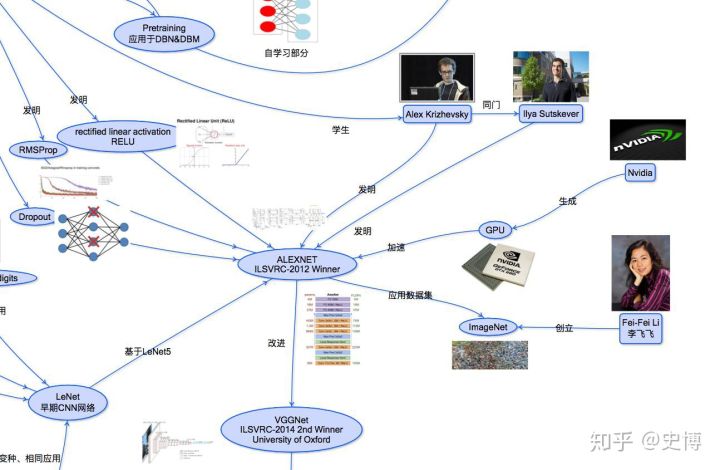 Pretraining
应用于DBN&DBM
自学习部分
发明
发明
学生
Alex Krizhevsky
同门
Ilya Sutskever
Rectified Linear Unit (ReLU)
rectified linear activation
RELU
RMSProp
nVIDIA
Nvidia
发明
发明
生成
Dropout
GPU
加速
nVIDIA
GEFORCE
ALEXNET
ILSVRC-2012 Winner
digits
应用数据集
ImageNet
创立
Fei-Fei Li
李飞飞
用
基于LeNet5
改进
LeNet
早期CNN网络
VGGNet
ILSVRC-2014 2nd Winner
University of Oxford
变种、相同应用
知乎 @史博